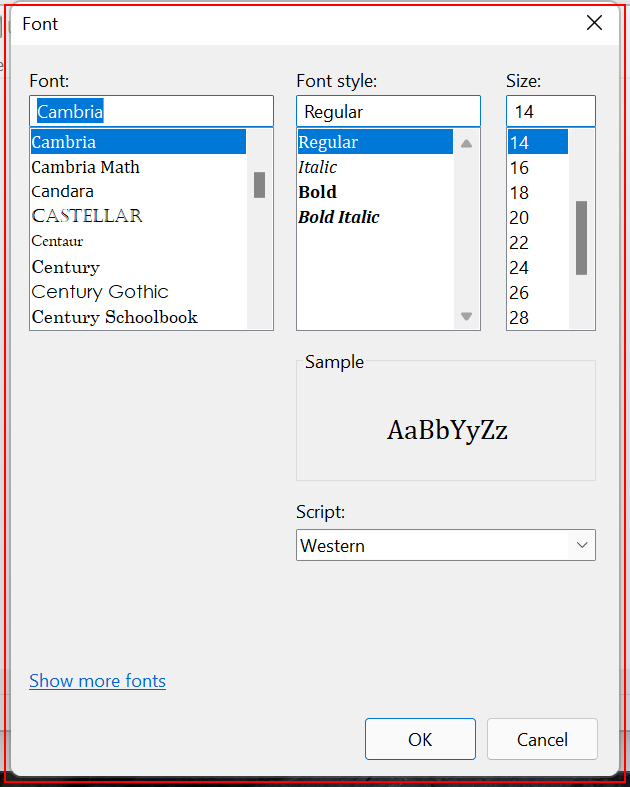 Font
Font:
Cambria
Cambria
Cambria Math
Candara
CASTELLAR
Centaur
Century
Century Gothic
Century Schoolbook
Font style:
Regular
Regular
Italic
Bold
Bold Italic
Size:
14
14
16
18
20
22
24
26
28
Sample
AaBbYyZz
Script:
Western
Show more fonts
OK
Cancel